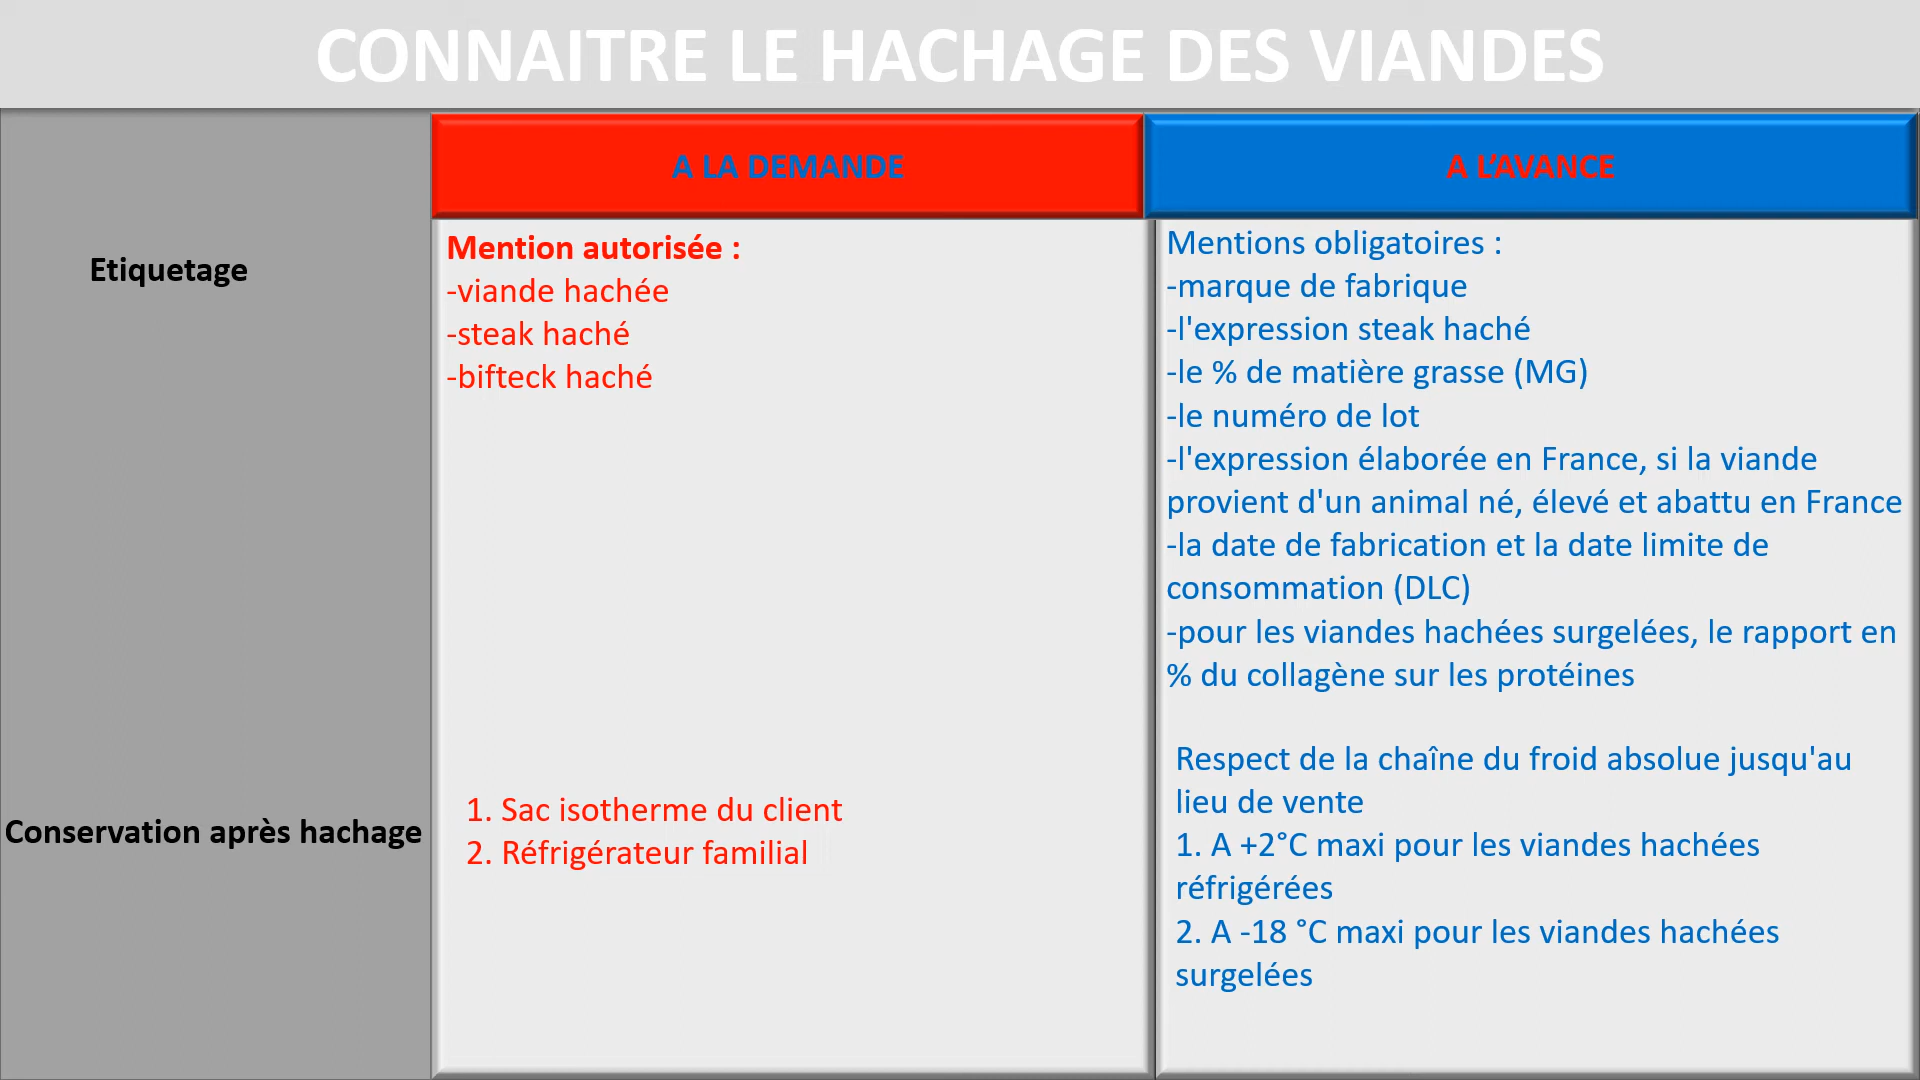 CONNAITRE LE HACHAGE DES VIANDES
A LA DEMANDE
A L’AVANCE
Etiquetage
Mention autorisée :
-viande hachée
-steak haché
-bifteck haché
Mentions obligatoires :
-marque de fabrique
-l'expression steak haché
-le % de matière grasse (MG)
-le numéro de lot
-l'expression élaborée en France, si la viande
provient d'un animal né, élevé et abattu en France
-la date de fabrication et la date limite de
consommation (DLC)
-pour les viandes hachées surgelées, le rapport en
% du collagène sur les protéines
Conservation après hachage
1. Sac isotherme du client
2. Réfrigérateur familial
Respect de la chaîne du froid absolue jusqu'au
lieu de vente
1. A +2°C maxi pour les viandes hachées
réfrigérées
2. A -18 °C maxi pour les viandes hachées
surgelées